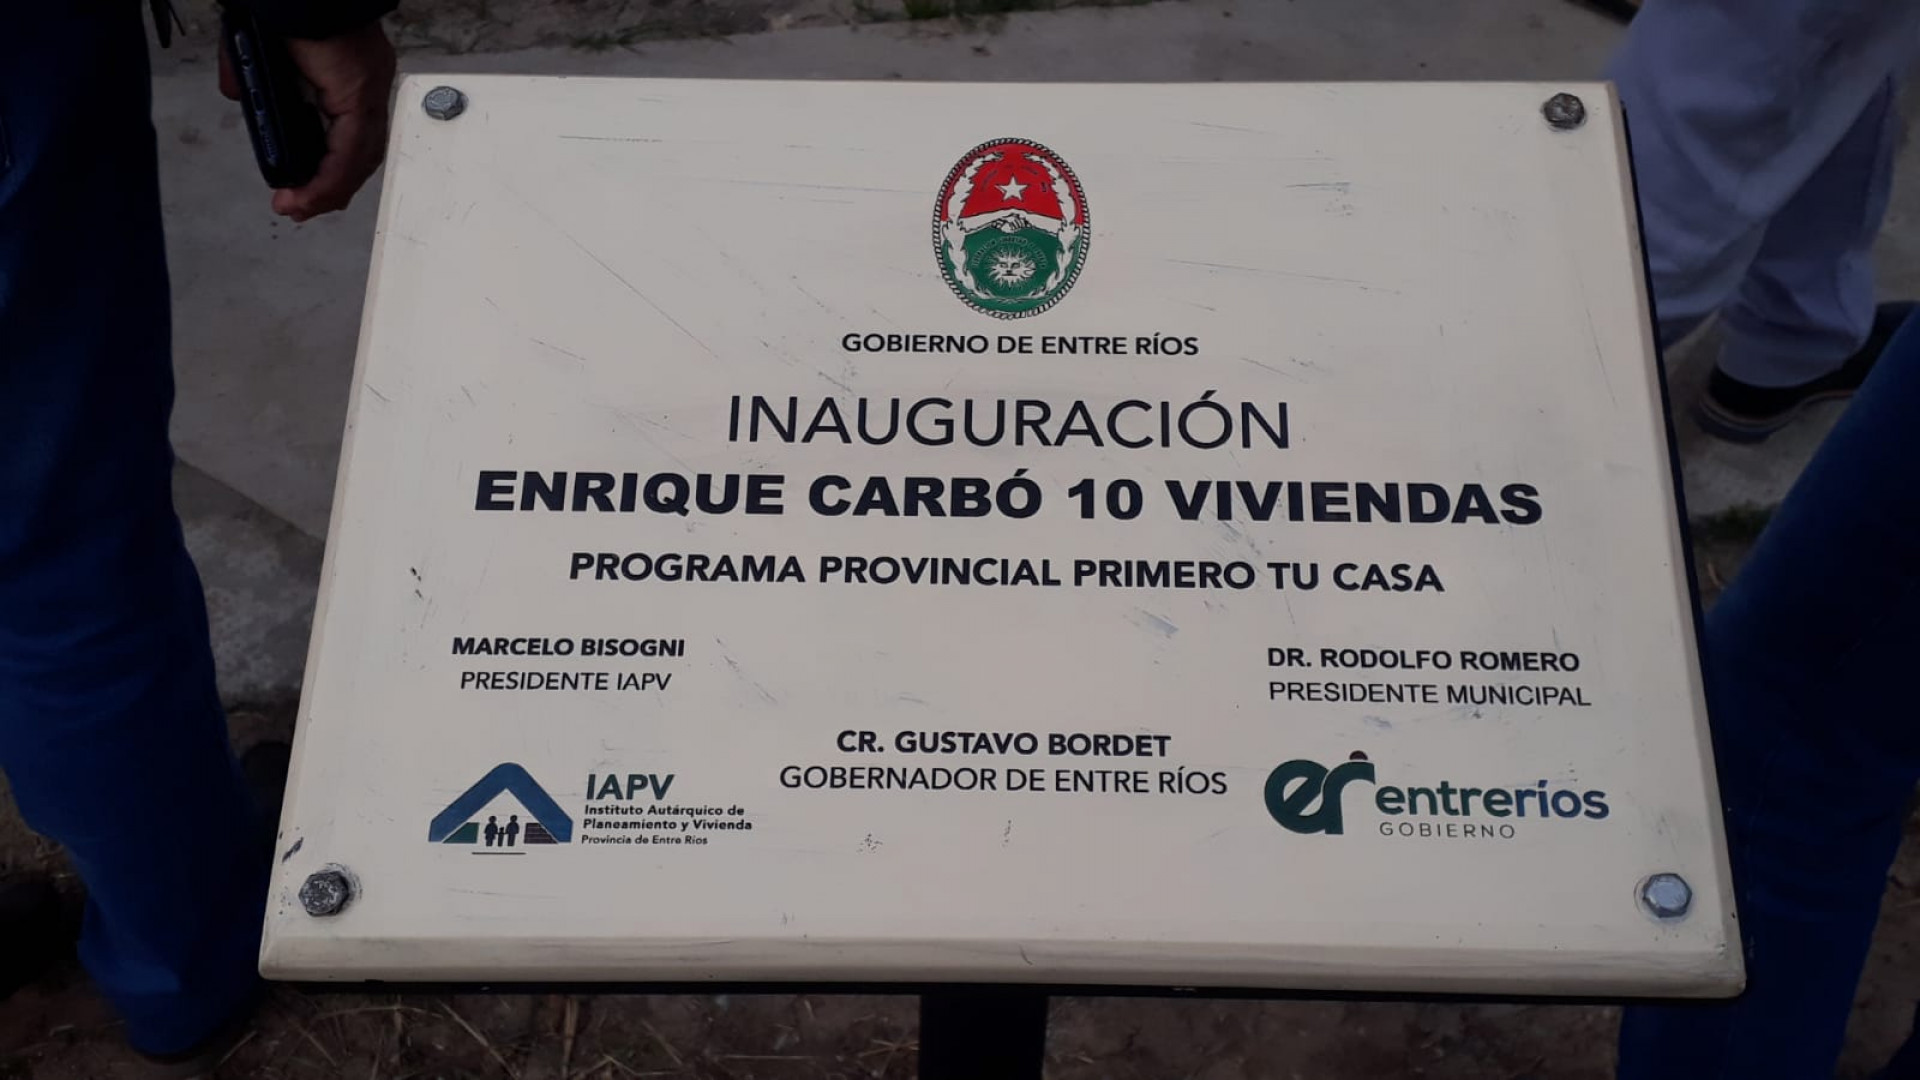 GOBIERNO DE ENTRE RÍOS
INAUGURACIÓN
ENRIQUE CARBÓ 10 VIVIENDAS
PROGRAMA PROVINCIAL PRIMERO TU CASA
MARCELO BISOGNI
PRESIDENTE IAPV
DR. RODOLFO ROMERO
PRESIDENTE MUNICIPAL
CR. GUSTAVO BORDET
GOBERNADOR DE ENTRE RÍOS
IAPV
Instituto Autárquico de
Planeamiento y Vivienda
Provincia de Entre Ríos
er entreríos
GOBIERNO